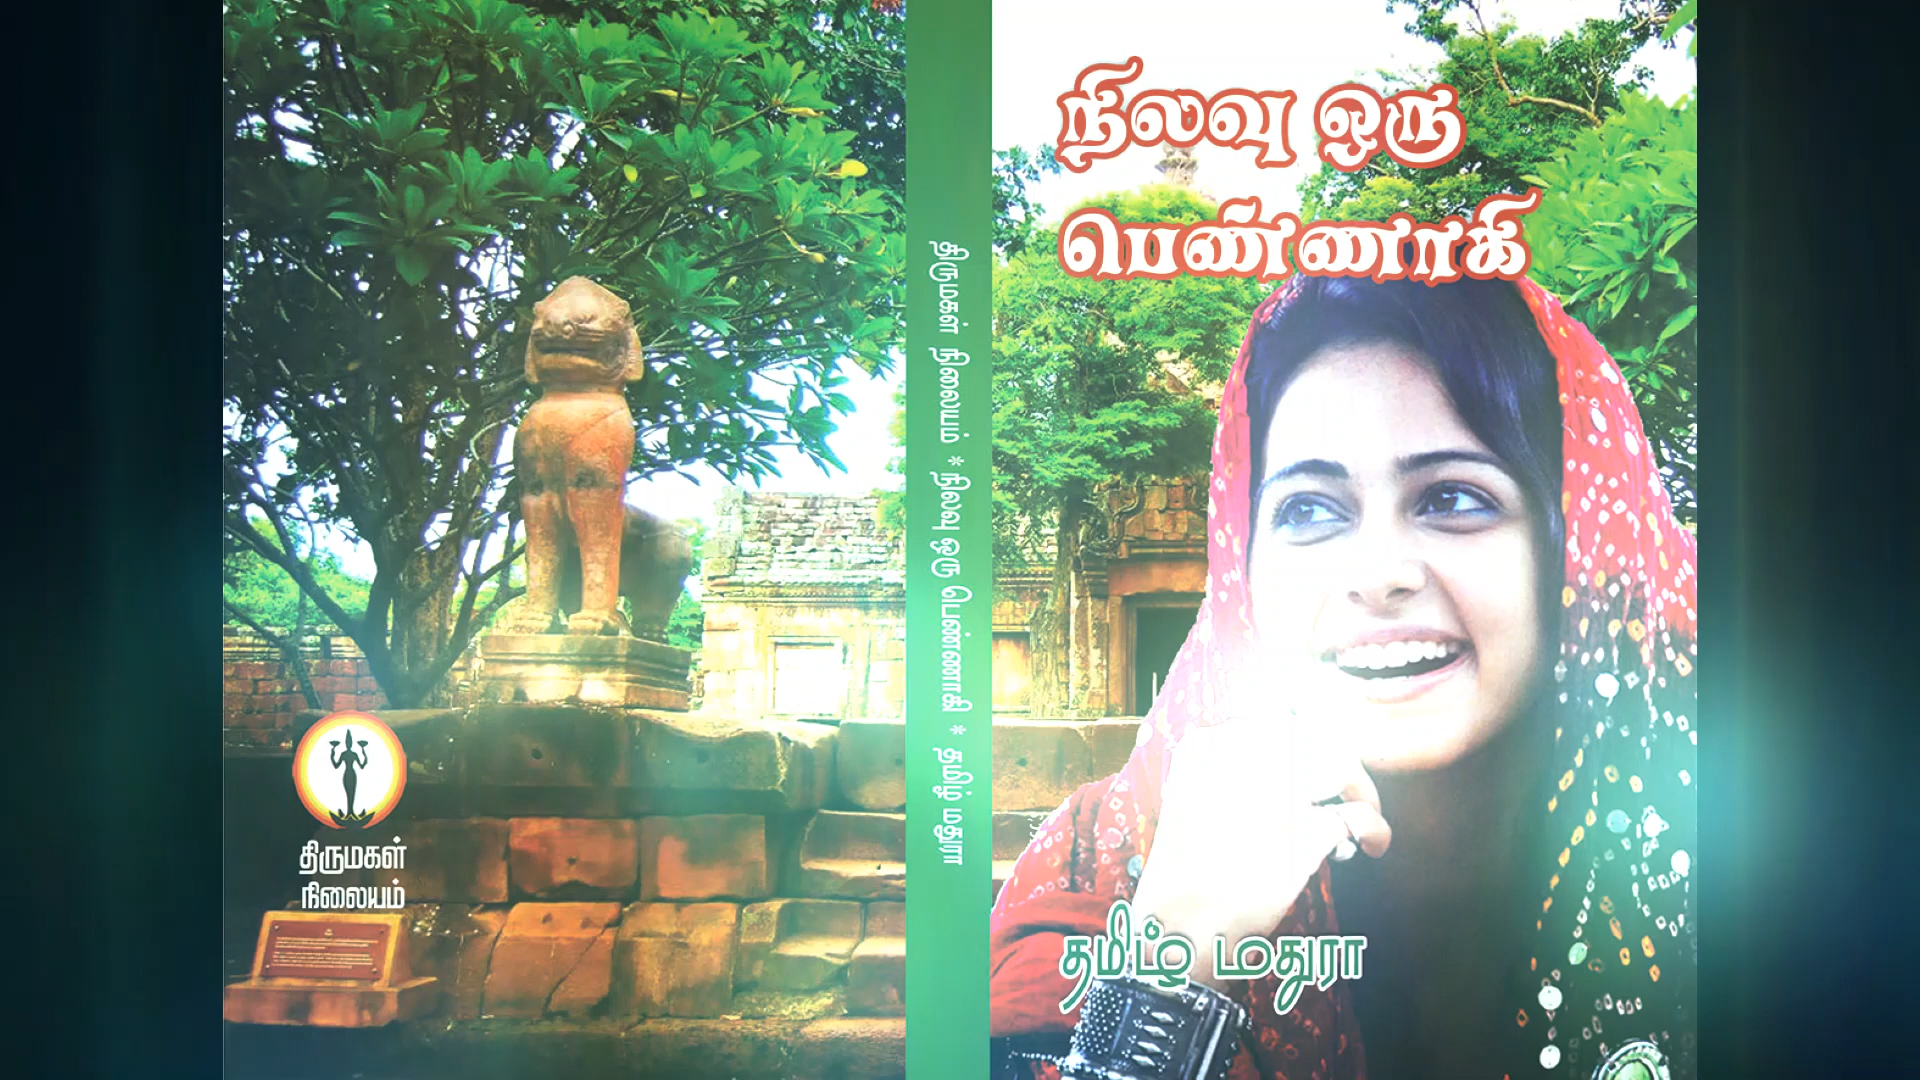 நிலவு ஒரு
பெண்ணாகி
தமிழ் மதுரா
திருமகள் நிலையம் * நிலவு ஒரு பெண்ணாகி * தமிழ் மதுரா
திருமகள்
நிலையம்